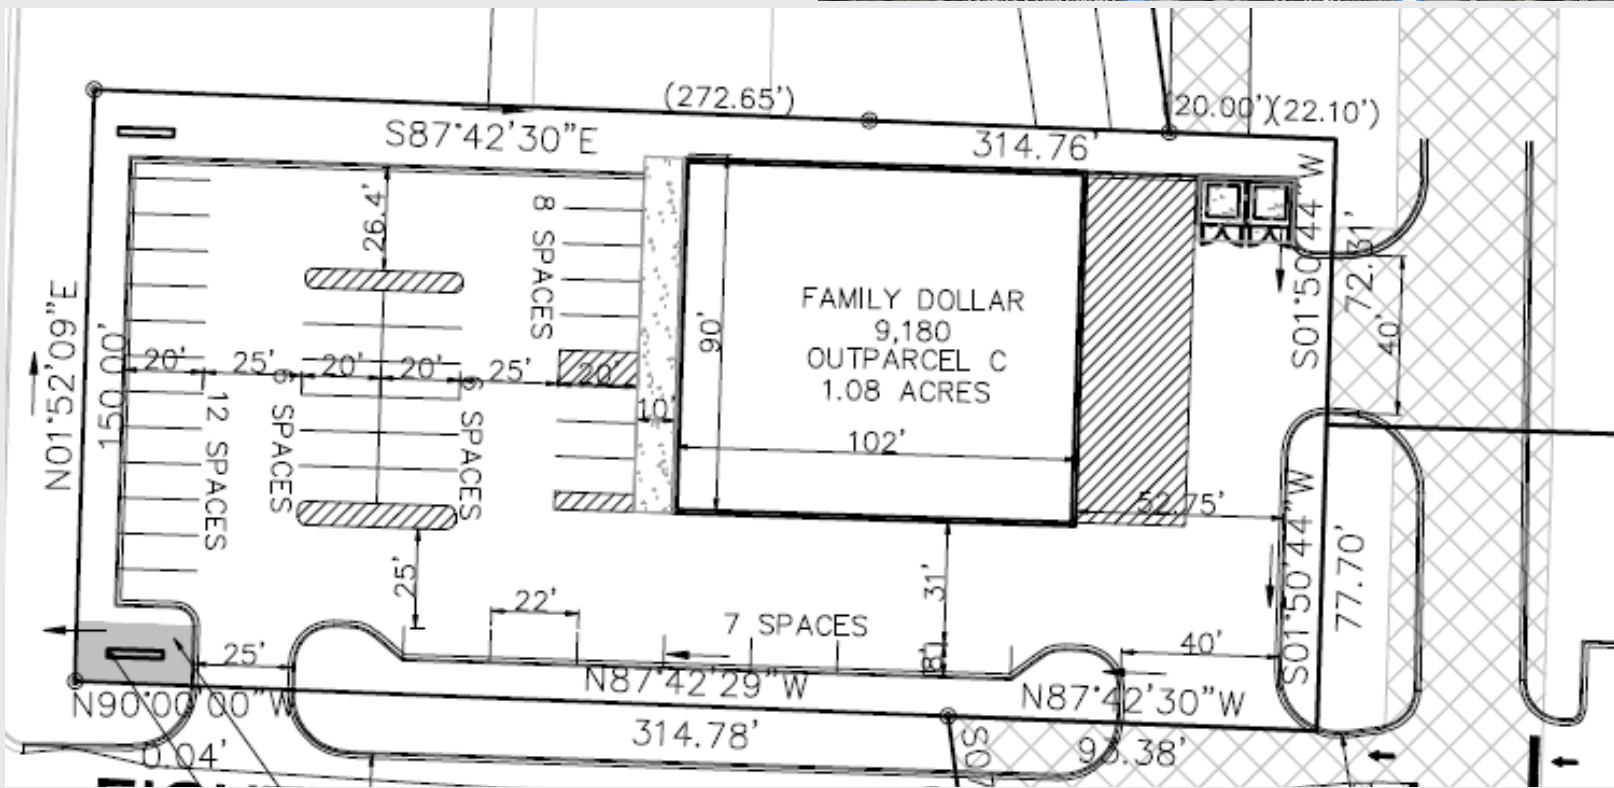 (272.65')
(20.00')(22.10')
S87°42'30"E
314.76'
S01°50'44"W
72.31'
26.4'
8 SPACES
N01°52'09"E
150.00'
FAMILY DOLLAR
9,180
OUTPARCEL C
1.08 ACRES
90'
40'
20'
25'
20'
20'
25'
20'
10'
102'
12 SPACES
SPACES
SPACES
52.75'
S01°50'44"W
77.70'
25'
22'
31'
7 SPACES
25'
18'
40'
N87°42'29"W
N87°42'30"W
N90°00'00"W
314.78'
0.04'